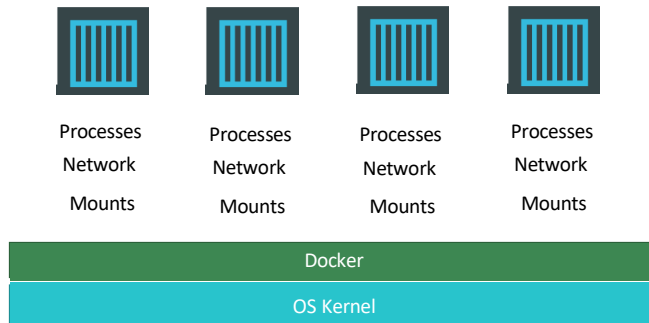 Processes Processes Processes Processes
Network Network Network Network
Mounts Mounts Mounts Mounts
Docker
OS Kernel